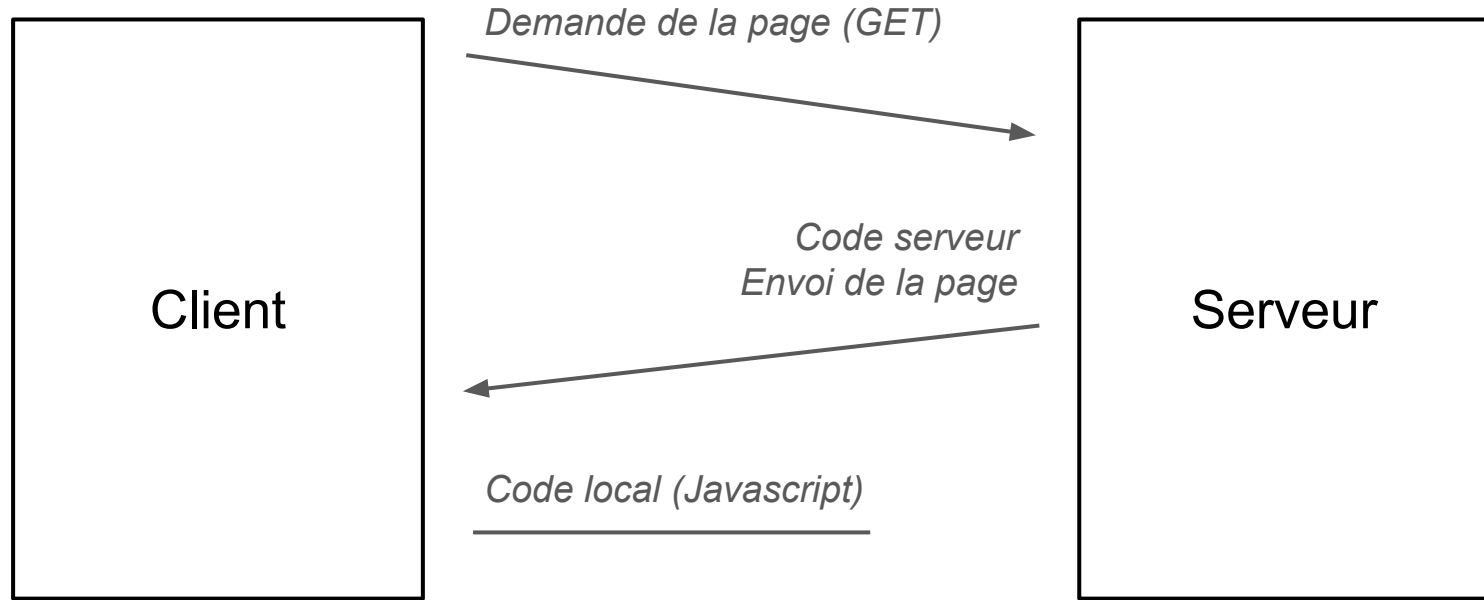 Demande de la page (GET)
Code serveur
Envoi de la page
Client
Serveur
Code local (Javascript)